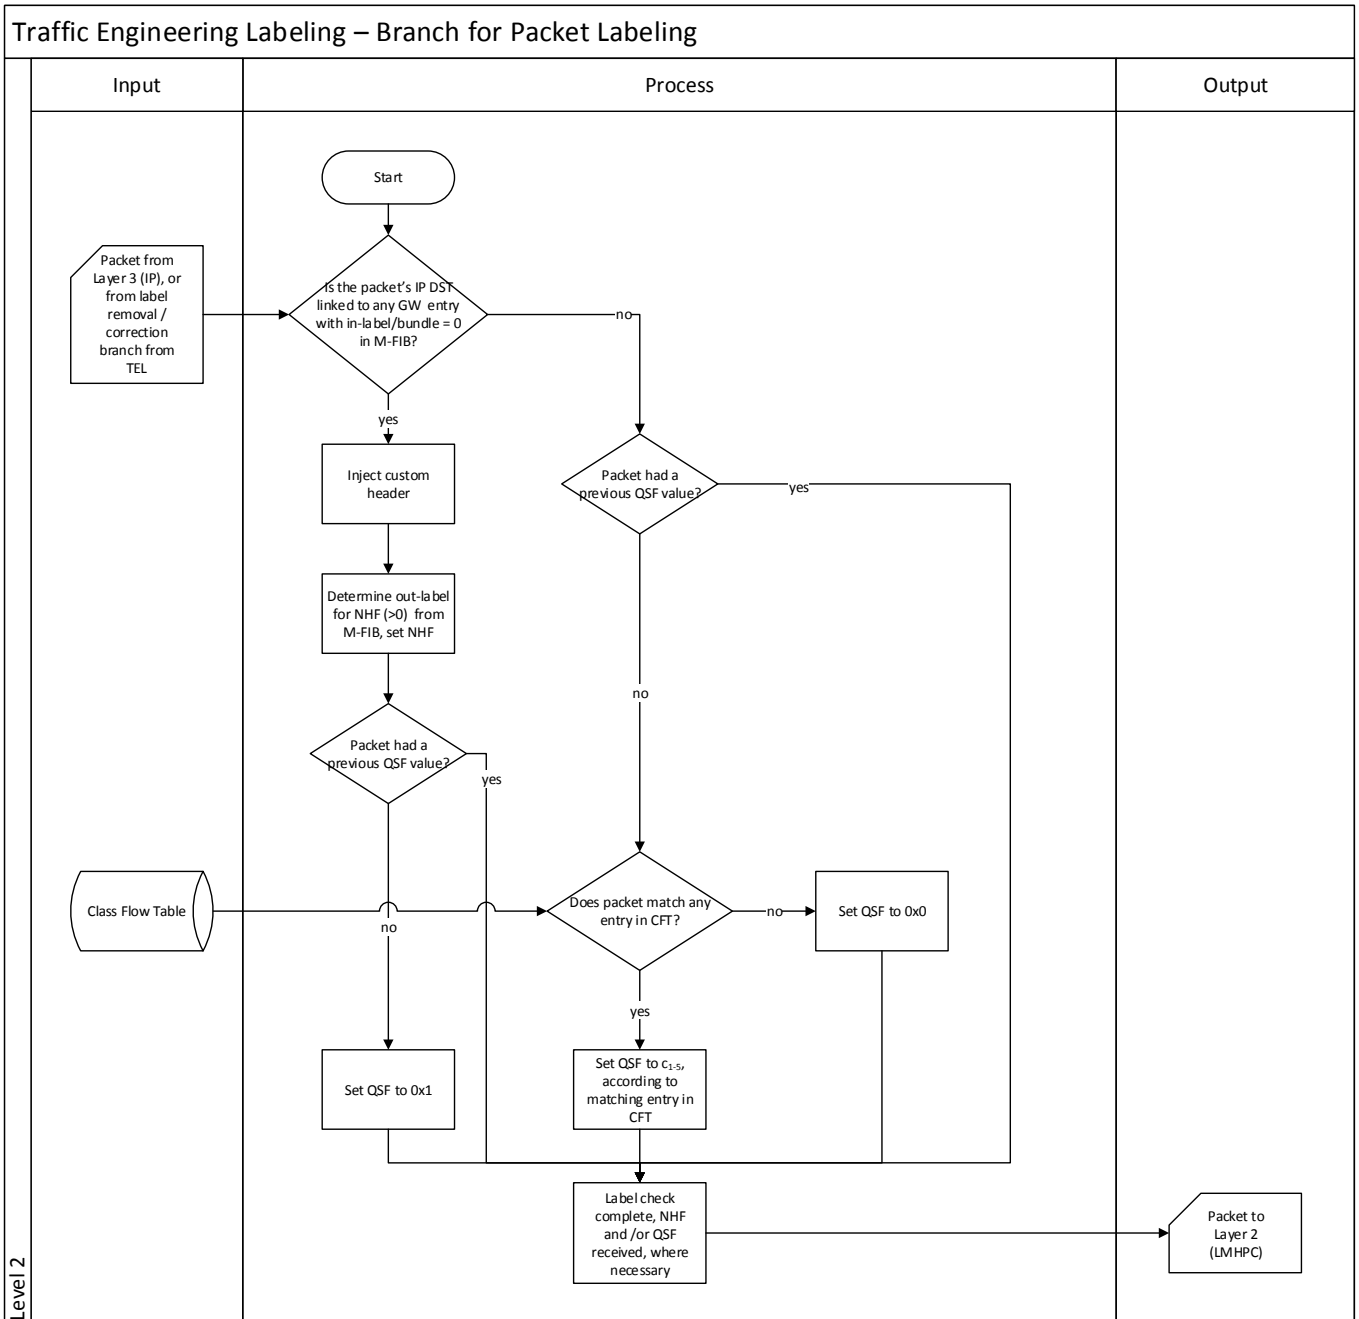 Traffic Engineering Labeling – Branch for Packet Labeling
Input
Process
Output
Start
Packet from
Layer 3 (IP), or
from label
removal /
correction
branch from
TEL
Is the packet's IP DST
linked to any GW entry
with in-label/bundle = 0
in M-FIB?
no
yes
Inject custom
header
Packet had a
previous QSF value?
yes
Determine out-label
for NHF (>0) from
M-FIB, set NHF
no
Packet had a
previous QSF value?
yes
Class Flow Table
no
Does packet match any
entry in CFT?
no
Set QSF to 0x0
yes
Set QSF to 0x1
Set QSF to c₁₋₅,
according to
matching entry in
CFT
Label check
complete, NHF
and /or QSF
received, where
necessary
Packet to
Layer 2
(LMHPC)
Level 2